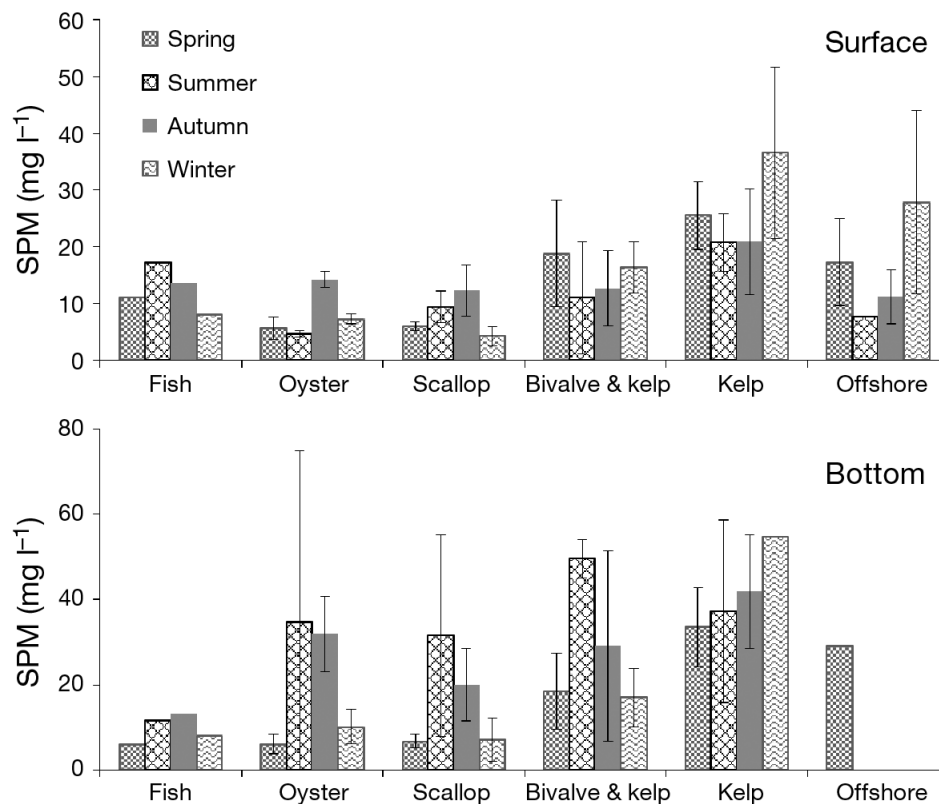 60
50
40
30
20
10
0
SPM (mg l⁻¹)
Spring
Summer
Autumn
Winter
Surface
Fish Oyster Scallop Bivalve & kelp Kelp Offshore
80
60
40
20
0
SPM (mg l⁻¹)
Bottom
Fish Oyster Scallop Bivalve & kelp Kelp Offshore